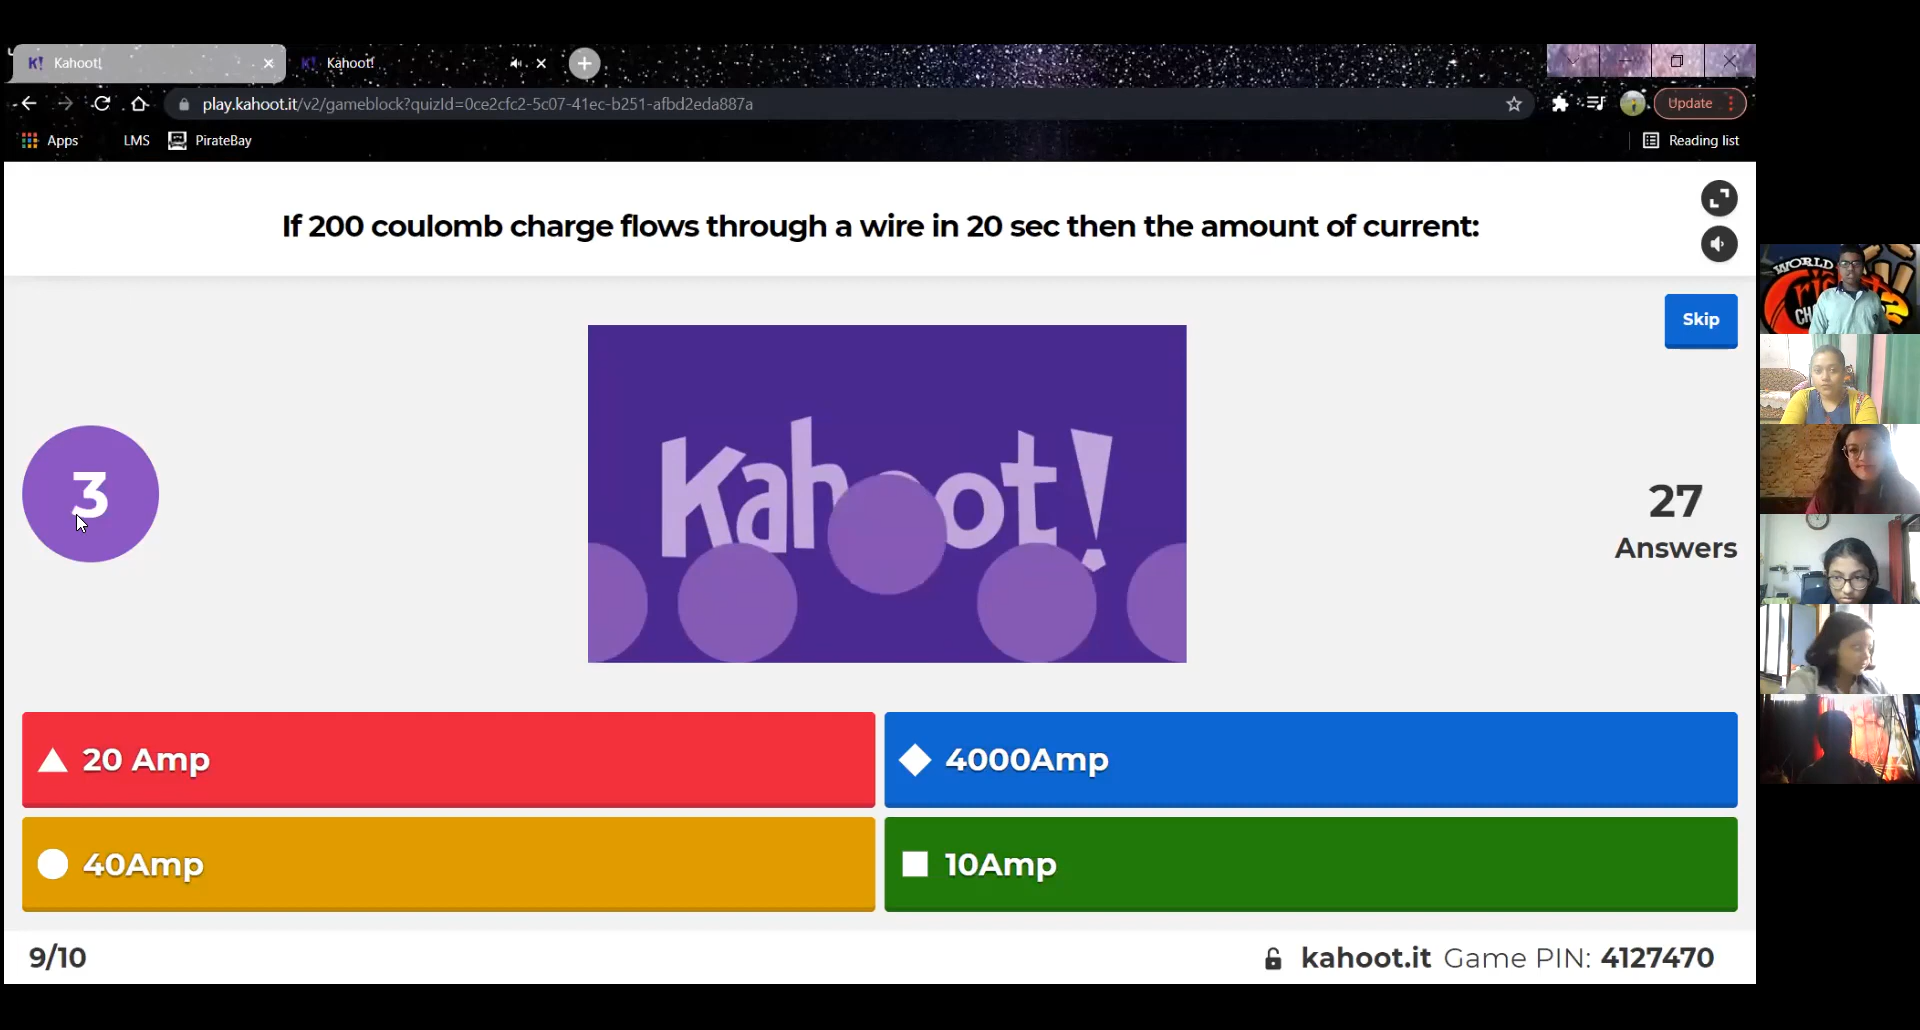 K! Kahoot! K! Kahoot!
play.kahoot.it/v2/gameblock?quizId=0ce2cfc2-5c07-41ec-b251-afbd2eda887a
Update
Apps LMS PirateBay Reading list
If 200 coulomb charge flows through a wire in 20 sec then the amount of current:
Skip
Kahoot!
3
27
Answers
20 Amp
4000Amp
40Amp
10Amp
9/10
kahoot.it Game PIN: 4127470
WORLD